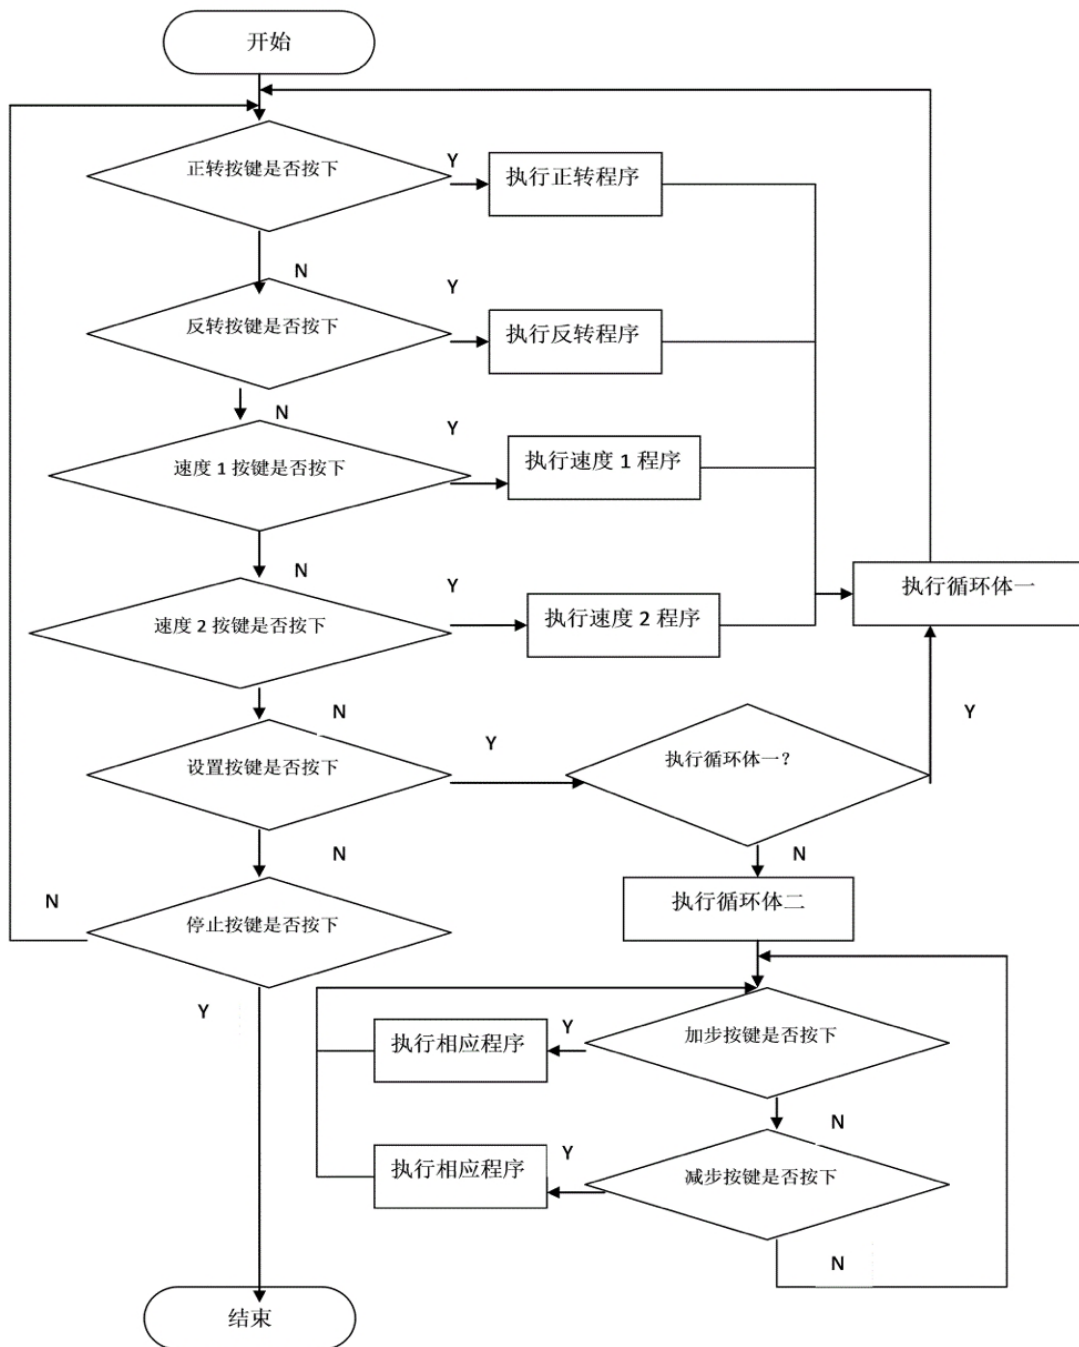 开始
正转按键是否按下
Y
执行正转程序
N
Y
反转按键是否按下
执行反转程序
N
Y
速度 1 按键是否按下
执行速度 1 程序
N
Y
速度 2 按键是否按下
执行速度 2 程序
执行循环体一
N
Y
Y
设置按键是否按下
执行循环体一？
N
N
N
停止按键是否按下
执行循环体二
Y
Y
执行相应程序
加步按键是否按下
N
Y
执行相应程序
减步按键是否按下
N
结束